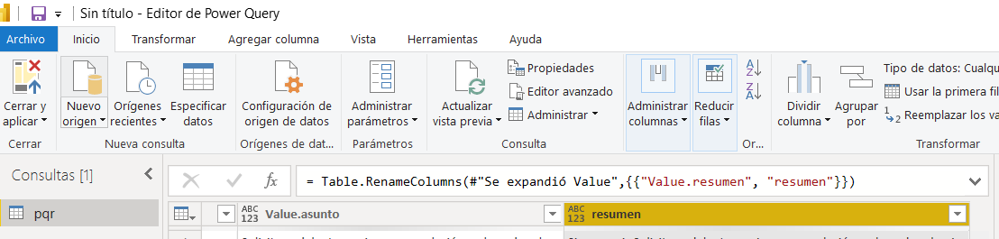 Sin título - Editor de Power Query
Archivo Inicio Transformar Agregar columna Vista Herramientas Ayuda
Cerrar y aplicar
Nuevo origen
Orígenes recientes
Especificar datos
Configuración de origen de datos
Administrar parámetros
Actualizar vista previa
Propiedades
Editor avanzado
Administrar
Administrar columnas
Reducir filas
A
Z
Z
A
Dividir columna
Agrupar por
Tipo de datos: Cualqu
Usar la primera fil
1 2 Reemplazar los va
Cerrar Nueva consulta Orígenes de dat... Parámetros Consulta Or... Transformar
Consultas [1]
fx = Table.RenameColumns(#"Se expandió Value",{{"Value.resumen", "resumen"}})
pqr
ABC 123 Value.asunto
ABC 123 resumen